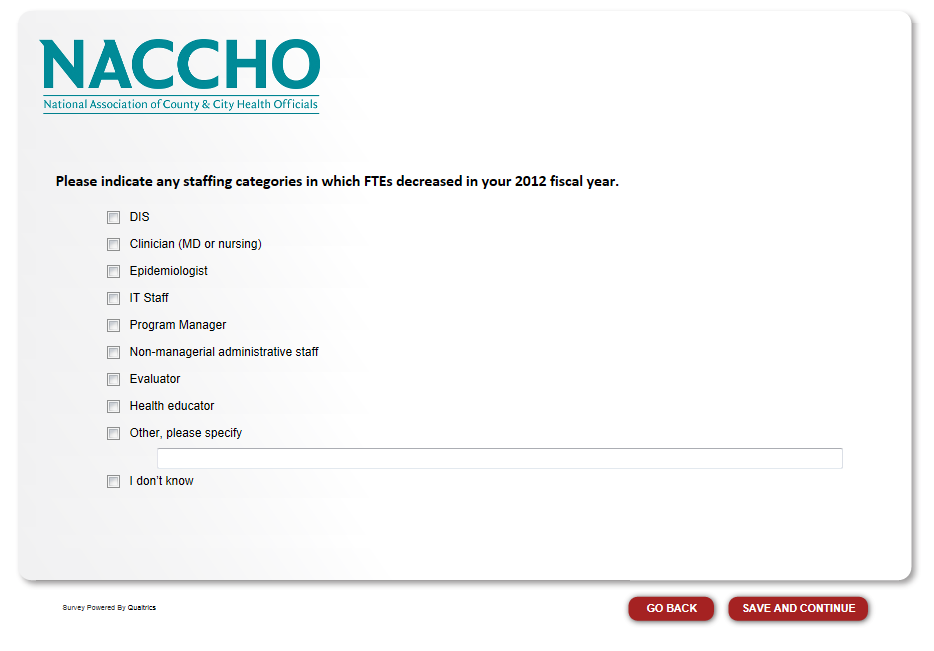 NACCHO
National Association of County & City Health Officials
Please indicate any staffing categories in which FTEs decreased in your 2012 fiscal year.
DIS
Clinician (MD or nursing)
Epidemiologist
IT Staff
Program Manager
Non-managerial administrative staff
Evaluator
Health educator
Other, please specify
I don't know
Survey Powered By Qualtrics
GO BACK
SAVE AND CONTINUE